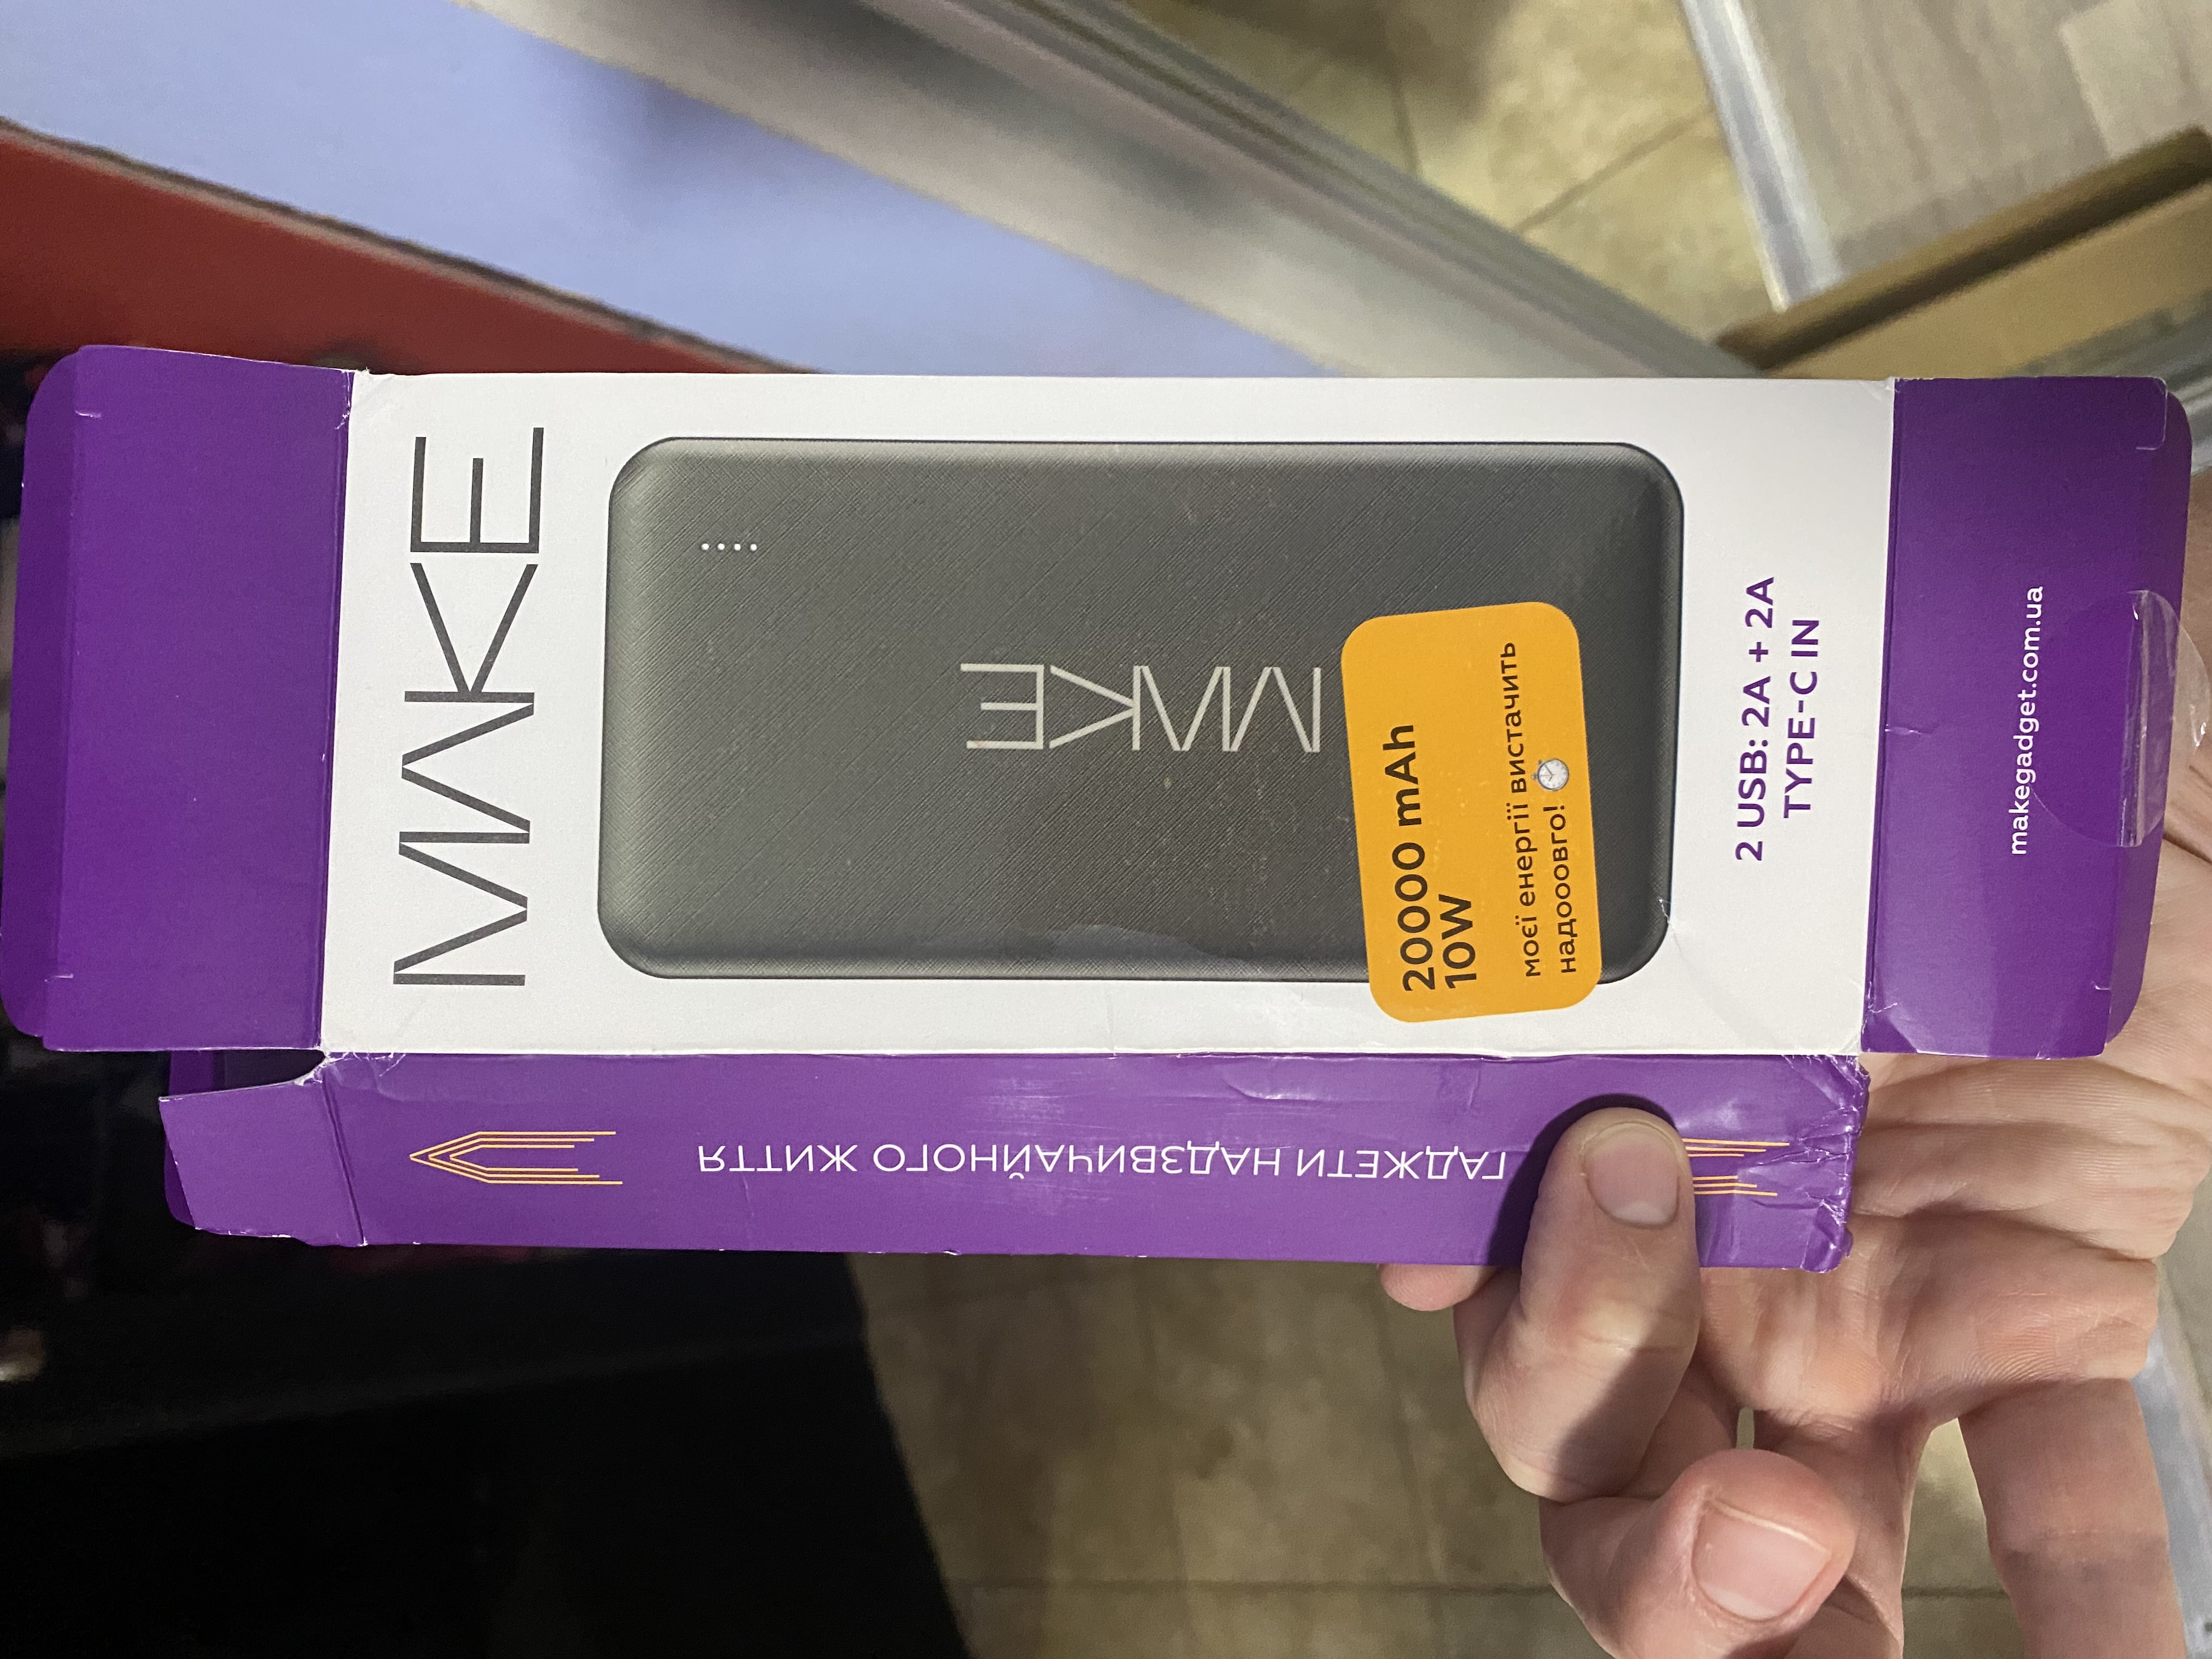 MAKE
MAKE
20000 mAh
10W
моєї енергії вистачить
надооовго!
2 USB: 2A + 2A
TYPE-C IN
makegadget.com.ua
ГАДЖЕТИ НАДЗВИЧАЙНОГО ЖИТТЯ